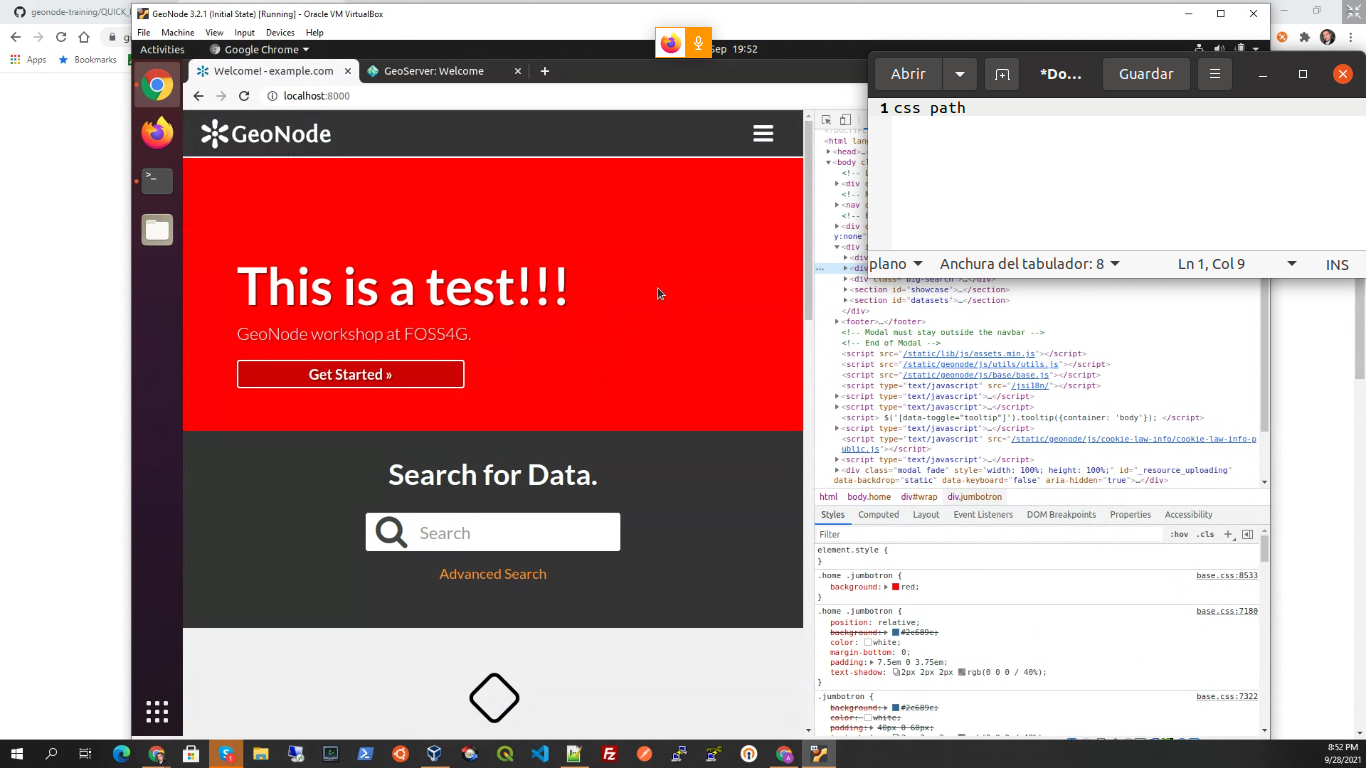 geonode-training/QUICK_
GeoNode 3.2.1 (Initial State) [Running] - Oracle VM VirtualBox
File Machine View Input Devices Help
Activities
Google Chrome
19:52
Apps
Bookmarks
Welcome! - example.com
GeoServer: Welcome
localhost:8000
Abrir
*Do...
Guardar
1 css path
plano
Anchura del tabulador: 8
Ln 1, Col 9
INS
GeoNode
This is a test!!!
GeoNode workshop at FOSS4G.
Get Started »
Search for Data.
Search
Advanced Search
<html lan
<head>…
<body cl
<div
<nav
<div
y:none"
<div i
<div
<div
<div class="big-search">…</div>
<section id="showcase">…</section>
<section id="datasets">…</section>
</div>
<footer>…</footer>
<!-- Modal must stay outside the navbar -->
<!-- End of Modal -->
<script src="/static/lib/js/assets.min.js"></script>
<script src="/static/geonode/js/utils/utils.js"></script>
<script src="/static/geonode/js/base/base.js"></script>
<script type="text/javascript" src="/jsi18n/"></script>
<script type="text/javascript">…</script>
<script type="text/javascript">…</script>
<script> $('[data-toggle="tooltip"]').tooltip({container: 'body'}); </script>
<script type="text/javascript">…</script>
<script type="text/javascript" src="/static/geonode/js/cookie-law-info/cookie-law-info-p
ublic.js"></script>
<script type="text/javascript">…</script>
<div class="modal fade" style="width: 100%; height: 100%;" id="_resource_uploading"
data-backdrop="static" data-keyboard="false" aria-hidden="true">…</div>
html body.home div#wrap div.jumbotron
Styles Computed Layout Event Listeners DOM Breakpoints Properties Accessibility
Filter
:hov .cls
element.style {
}
.home .jumbotron {
base.css:8533
background: red;
}
.home .jumbotron {
base.css:7180
position: relative;
background: #2c689c;
color: white;
margin-bottom: 0;
padding: 7.5em 0 3.75em;
text-shadow: 2px 2px 2px rgb(0 0 0 / 40%);
}
.jumbotron {
base.css:7322
background: #2c689c;
color: white;
padding: 40px 0 60px;
8:52 PM
9/28/2021